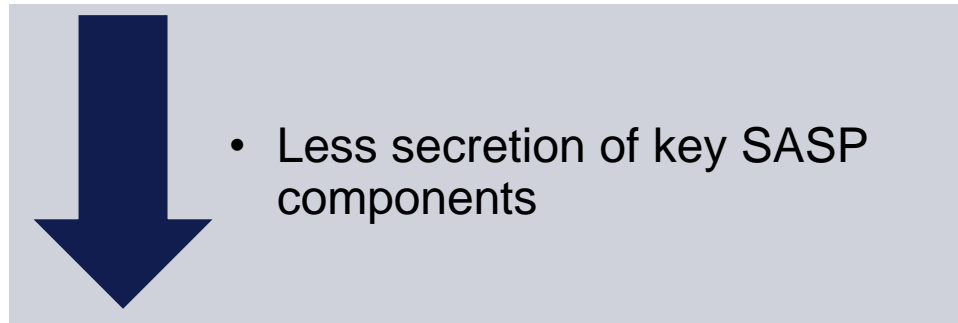 • Less secretion of key SASP
components